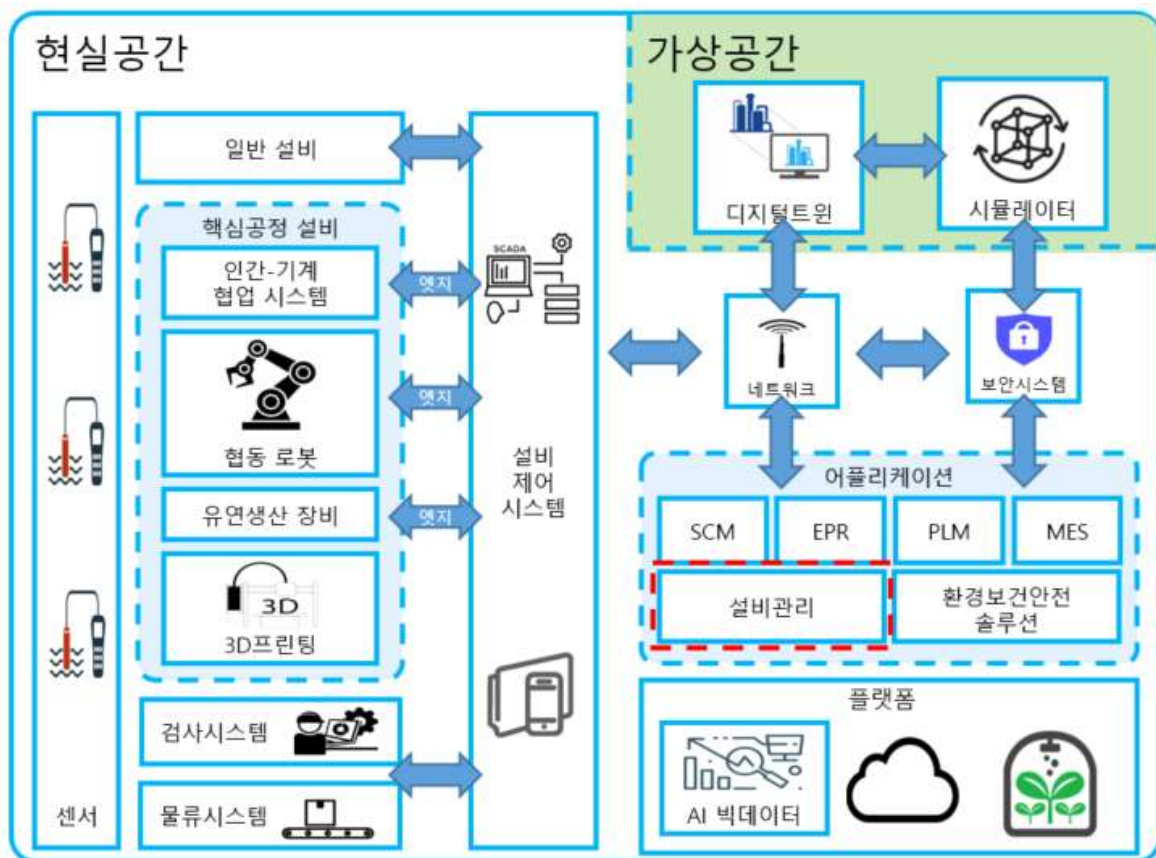 현실공간
센서
일반 설비
핵심공정 설비
인간-기계
협업 시스템
협동 로봇
유연생산 장비
3D
3D프린팅
검사시스템
물류시스템
엣지
엣지
엣지
SCADA
설비
제어
시스템
가상공간
디지털트윈
시뮬레이터
네트워크
보안시스템
어플리케이션
SCM
EPR
PLM
MES
설비관리
환경보건안전
솔루션
플랫폼
AI 빅데이터